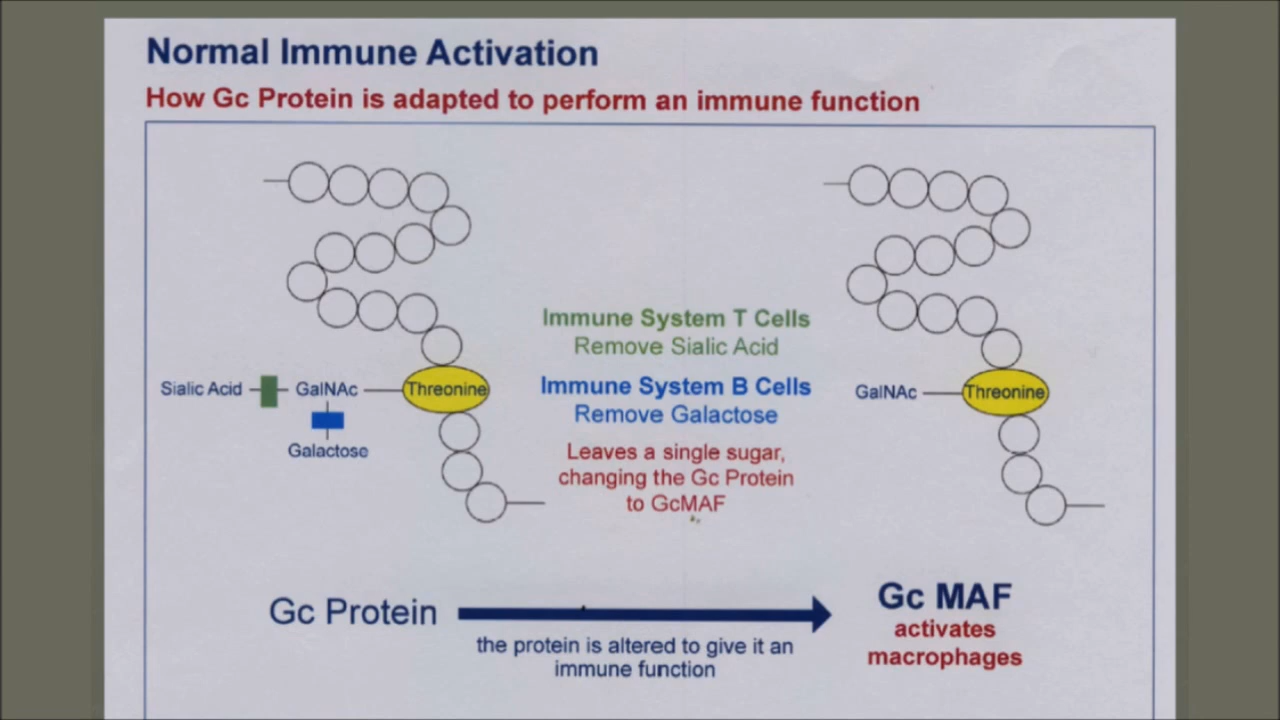 Normal Immune Activation
How Gc Protein is adapted to perform an immune function
Immune System T Cells
Remove Sialic Acid
Immune System B Cells
Remove Galactose
Leaves a single sugar,
changing the Gc Protein
to GcMAF
Sialic Acid
GalNAc
Threonine
Galactose
GalNAc
Threonine
Gc Protein
the protein is altered to give it an
immune function
Gc MAF
activates
macrophages